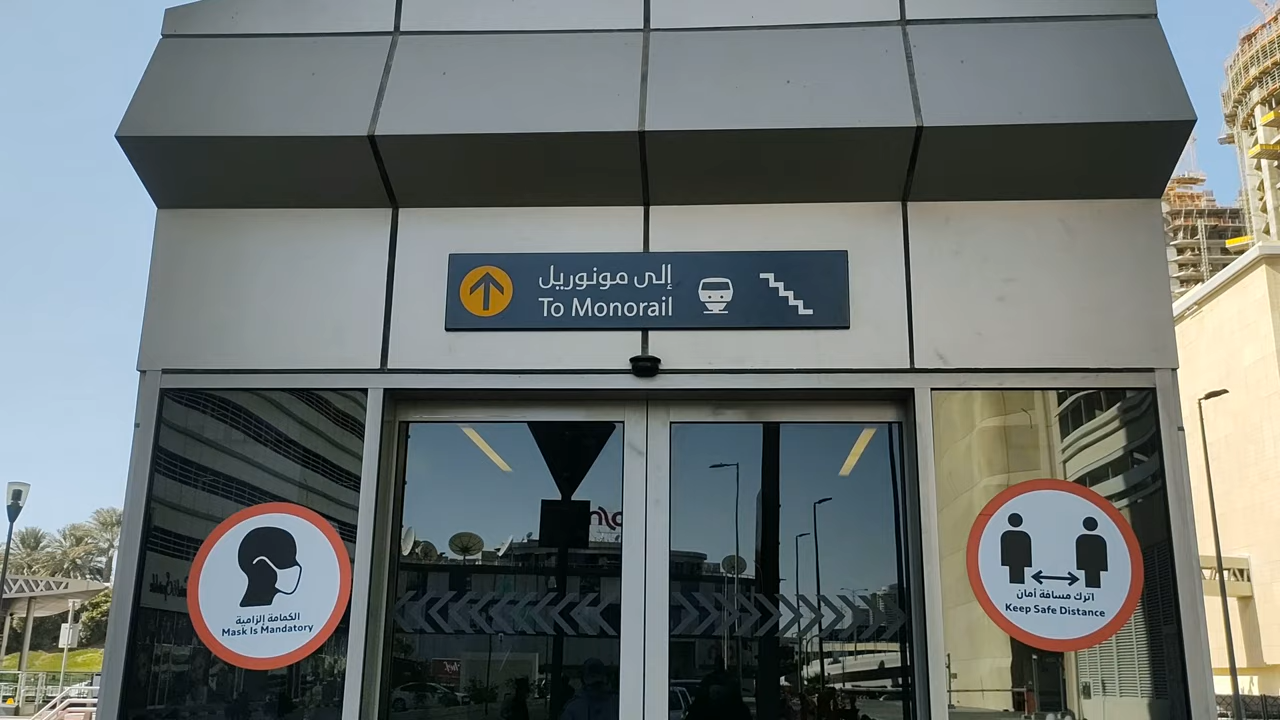 إلى مونوريل
To Monorail
الكمامة إلزامية
Mask Is Mandatory
اترك مسافة أمان
Keep Safe Distance